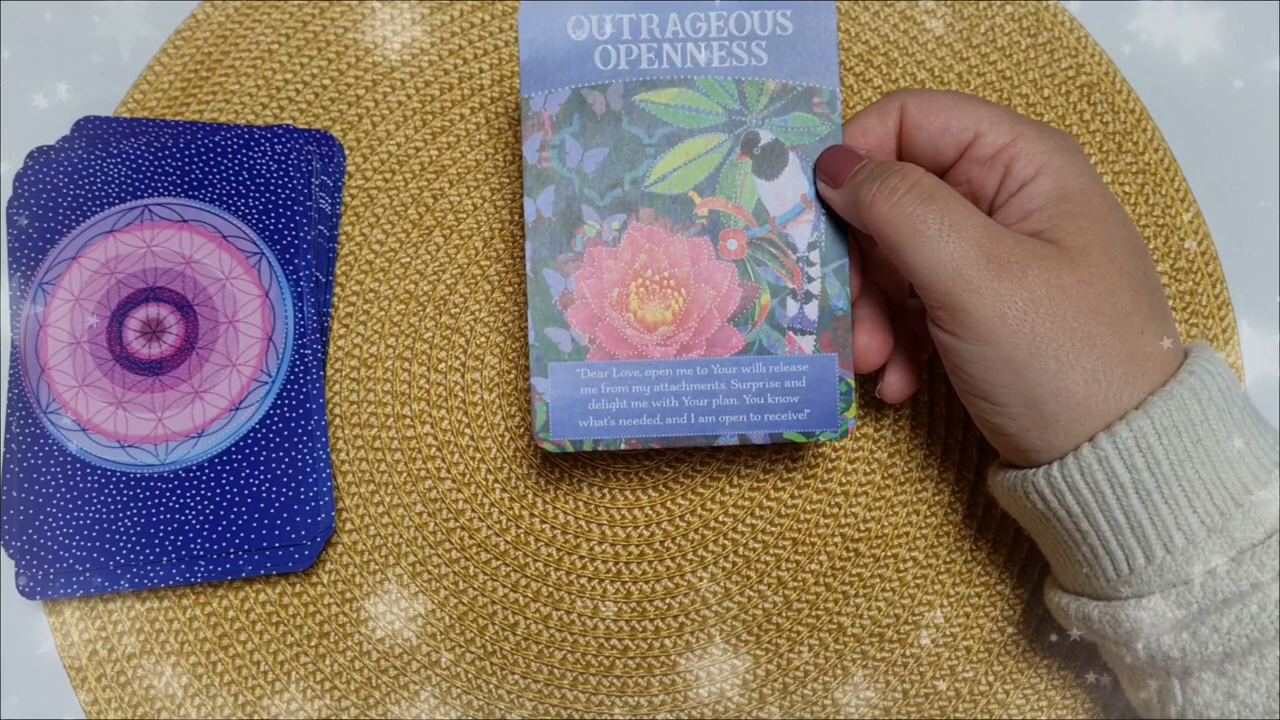 OUTRAGEOUS
OPENNESS
"Dear Love, open me to Your will; release
me from my attachments. Surprise and
delight me with Your plan. You know
what's needed, and I am open to receive!"